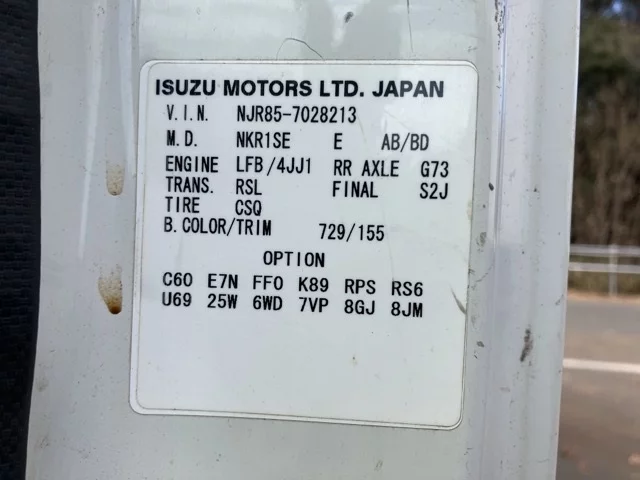 ISUZU MOTORS LTD. JAPAN
V.I.N. NJR85-7028213
M.D. NKR1SE E AB/BD
ENGINE LFB/4JJ1 RR AXLE G73
TRANS. RSL FINAL S2J
TIRE CSQ
B.COLOR/TRIM 729/155
OPTION
C60 E7N FF0 K89 RPS RS6
U69 25W 6WD 7VP 8GJ 8JM